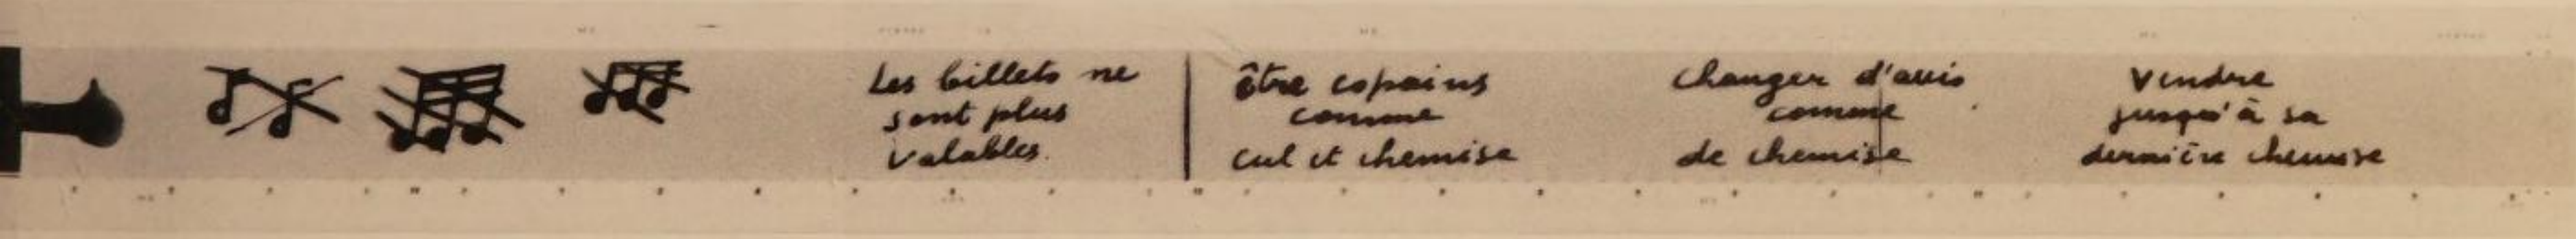 Les billets ne
sont plus
valables.
être copains
comme
cul et chemise
Changer d'avis
comme
de chemise
Vendre
jusqu'à sa
dernière chemise